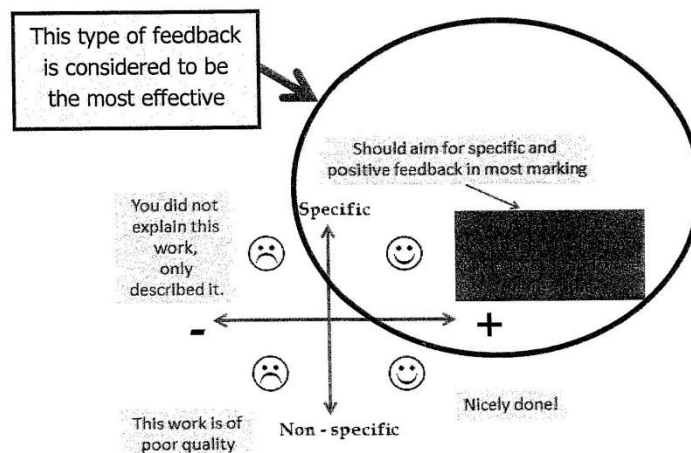 This type of feedback
is considered to be
the most effective
Should aim for specific and
positive feedback in most marking
You did not
explain this
work,
only
described it.
Specific
-
+
This work is of
poor quality
Non - specific
Nicely done!